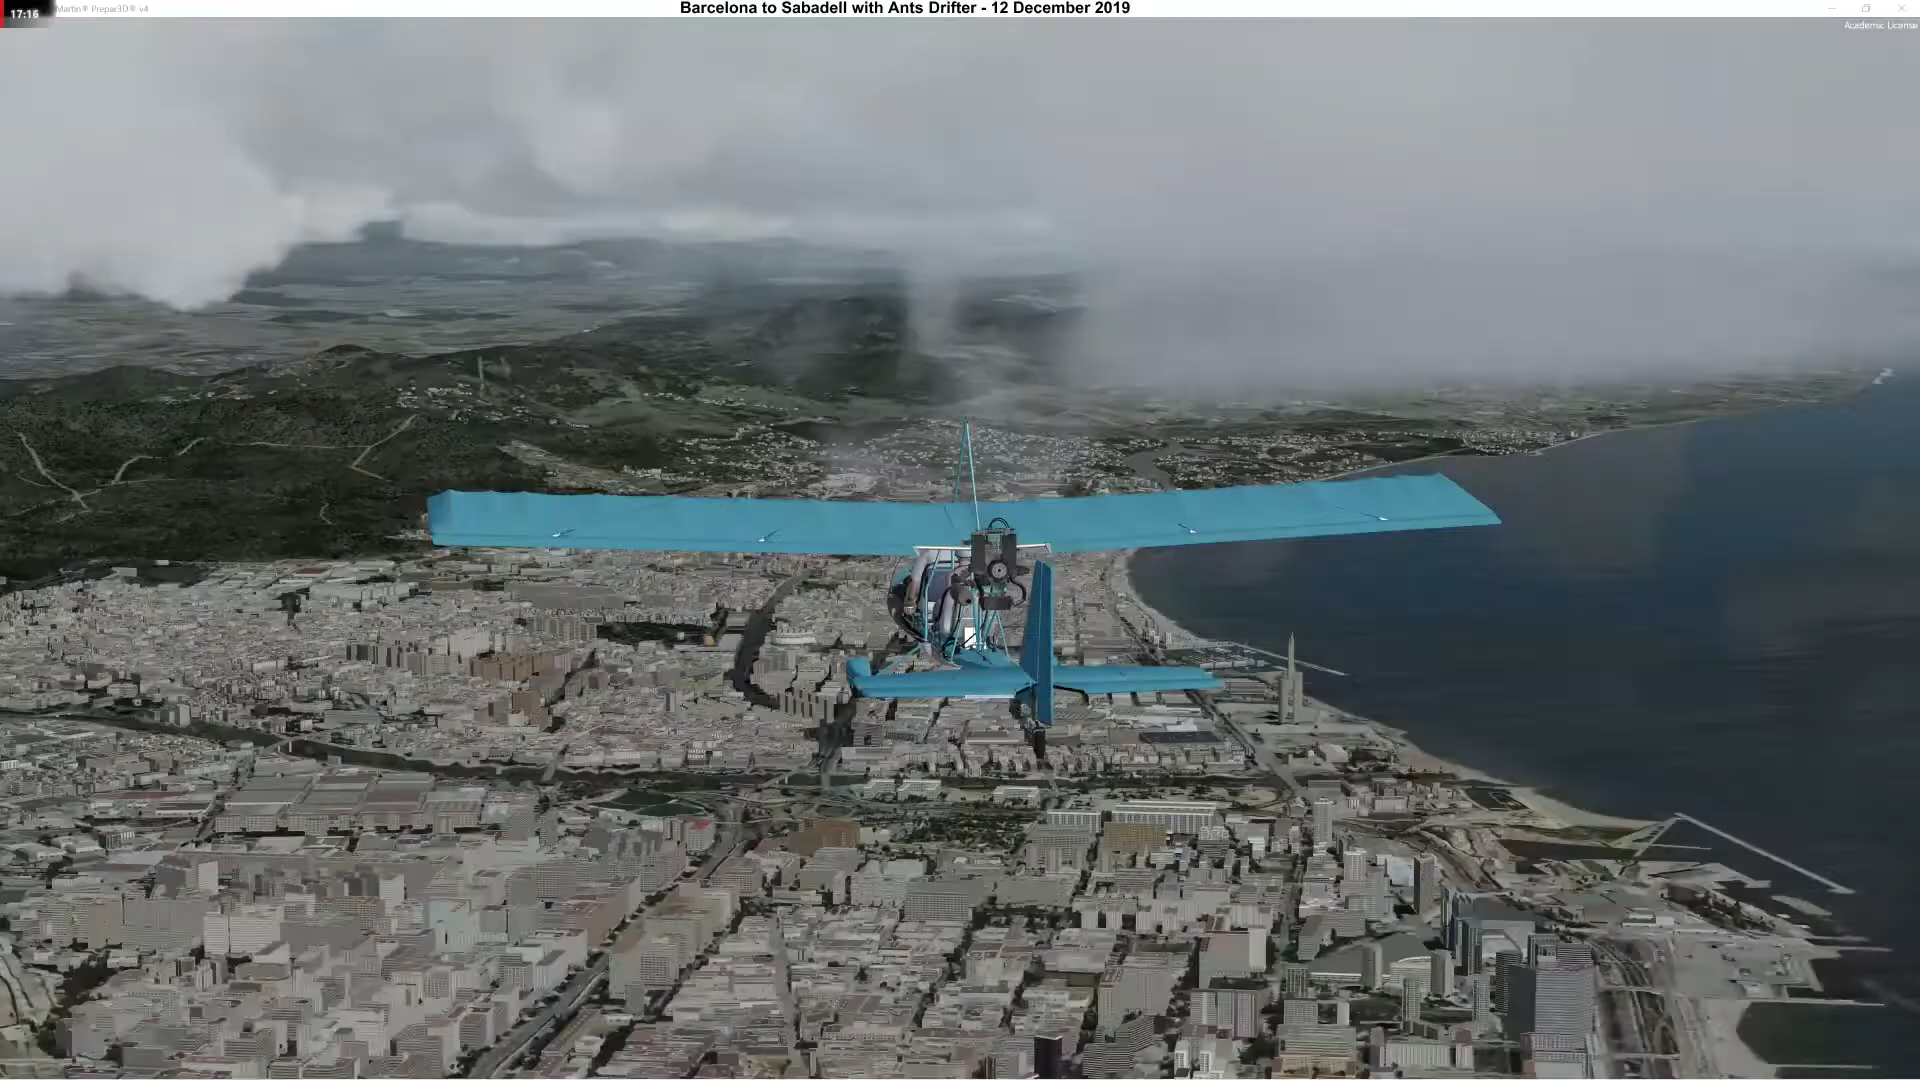 17:16
Martin® Prepar3D® v4
Barcelona to Sabadell with Ants Drifter - 12 December 2019
Academic License